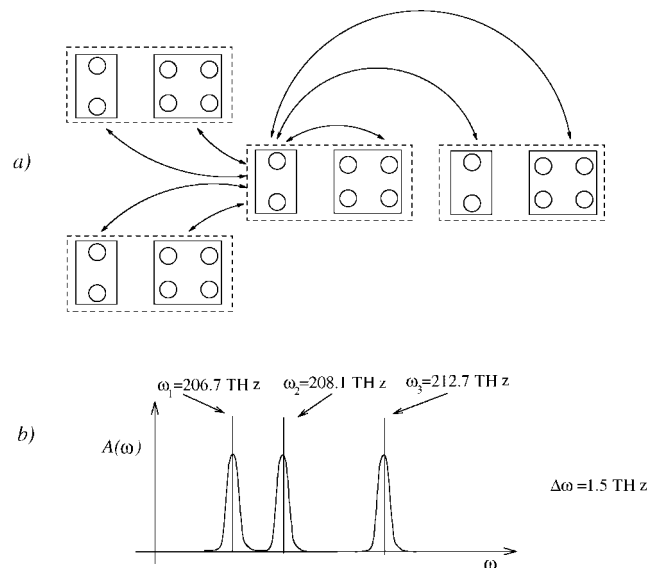 a)
ω₁=206.7 TH z
ω₂=208.1 TH z
ω₃=212.7 TH z
b)
A(ω)
Δω =1.5 TH z
ω